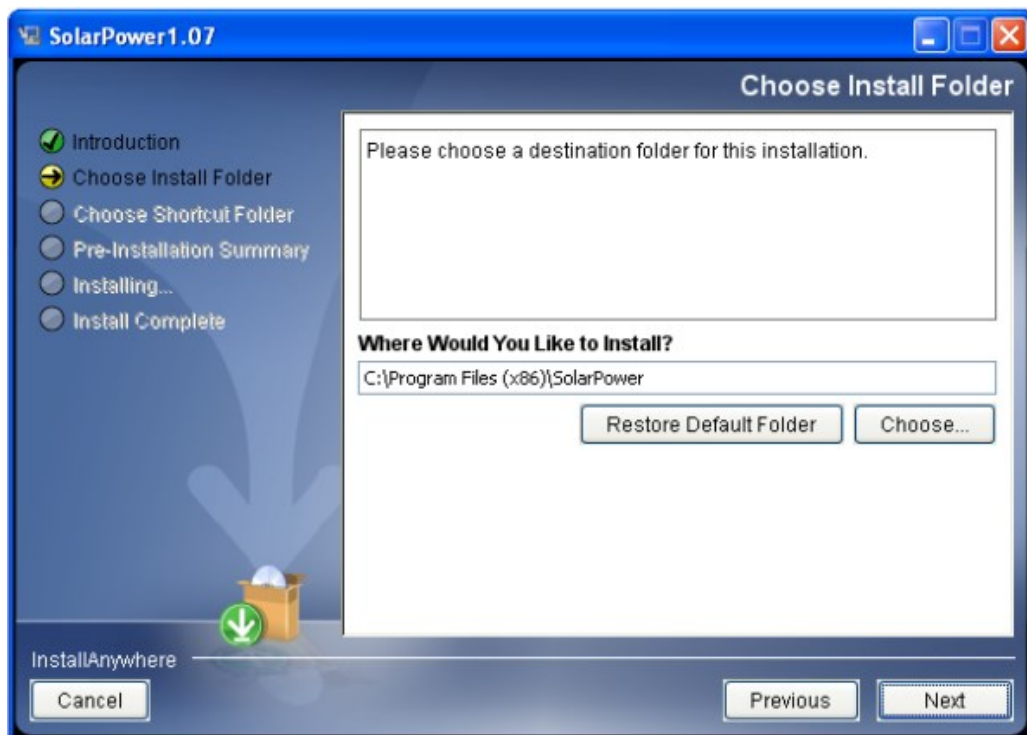 SolarPower1.07
Choose Install Folder
Introduction
Choose Install Folder
Choose Shortcut Folder
Pre-Installation Summary
Installing...
Install Complete
Please choose a destination folder for this installation.
Where Would You Like to Install?
C:\Program Files (x86)\SolarPower
Restore Default Folder
Choose...
InstallAnywhere
Cancel
Previous
Next